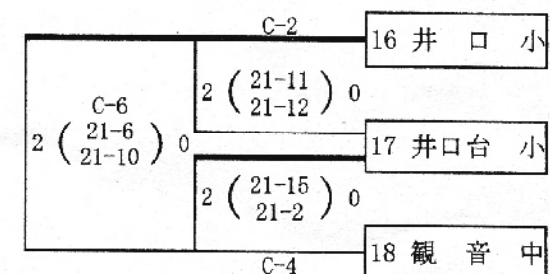 C-2
16 井 口 小
2 ( 21-11 21-12 ) 0
C-6
2 ( 21-6 21-10 ) 0
17 井口台 小
2 ( 21-15 21-2 ) 0
C-4
18 観 音 中